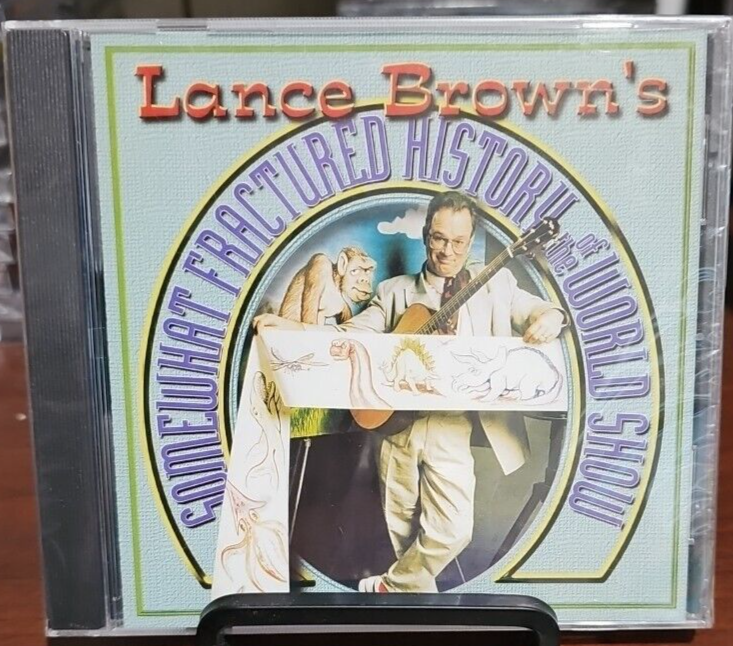 Lance Brown's
SOMEWHAT FRACTURED HISTORY of the WORLD SHOW